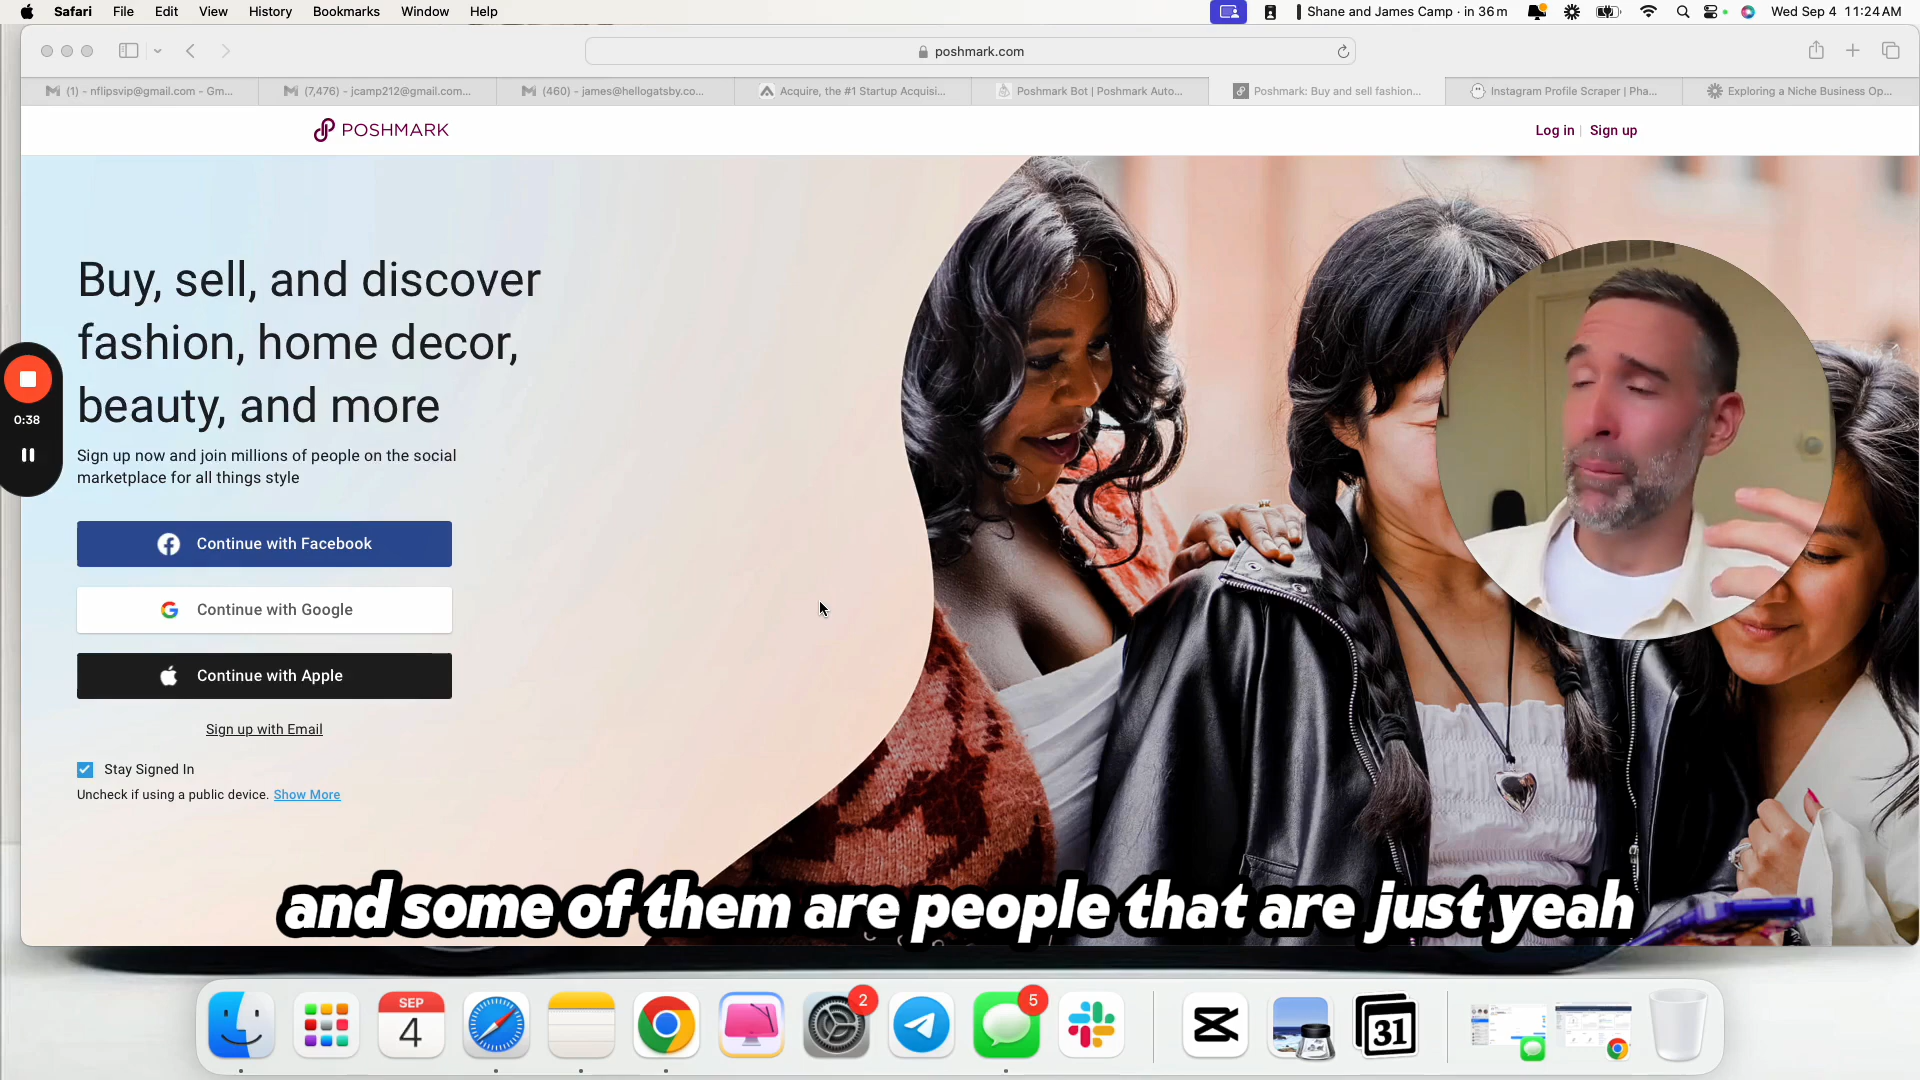 Safari File Edit View History Bookmarks Window Help
Shane and James Camp · in 36 m
Wed Sep 4 11:24 AM
poshmark.com
(1) - nflipsvip@gmail.com - Gm...
(7,476) - jcamp212@gmail.com...
(460) - james@hellogatsby.co...
Acquire, the #1 Startup Acquisi...
Poshmark Bot | Poshmark Auto...
Poshmark: Buy and sell fashion...
Instagram Profile Scraper | Pha...
Exploring a Niche Business Op...
POSHMARK
Log in | Sign up
Buy, sell, and discover
fashion, home decor,
beauty, and more
0:38
Sign up now and join millions of people on the social
marketplace for all things style
Continue with Facebook
Continue with Google
Continue with Apple
Sign up with Email
Stay Signed In
Uncheck if using a public device. Show More
and some of them are people that are just yeah
SEP
4
2
5
31